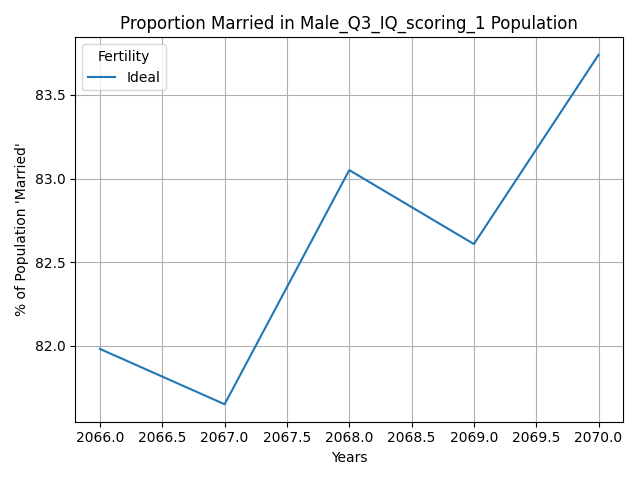 Proportion Married in Male_Q3_IQ_scoring_1 Population
Fertility
Ideal
% of Population 'Married'
83.5
83.0
82.5
82.0
2066.0 2066.5 2067.0 2067.5 2068.0 2068.5 2069.0 2069.5 2070.0
Years